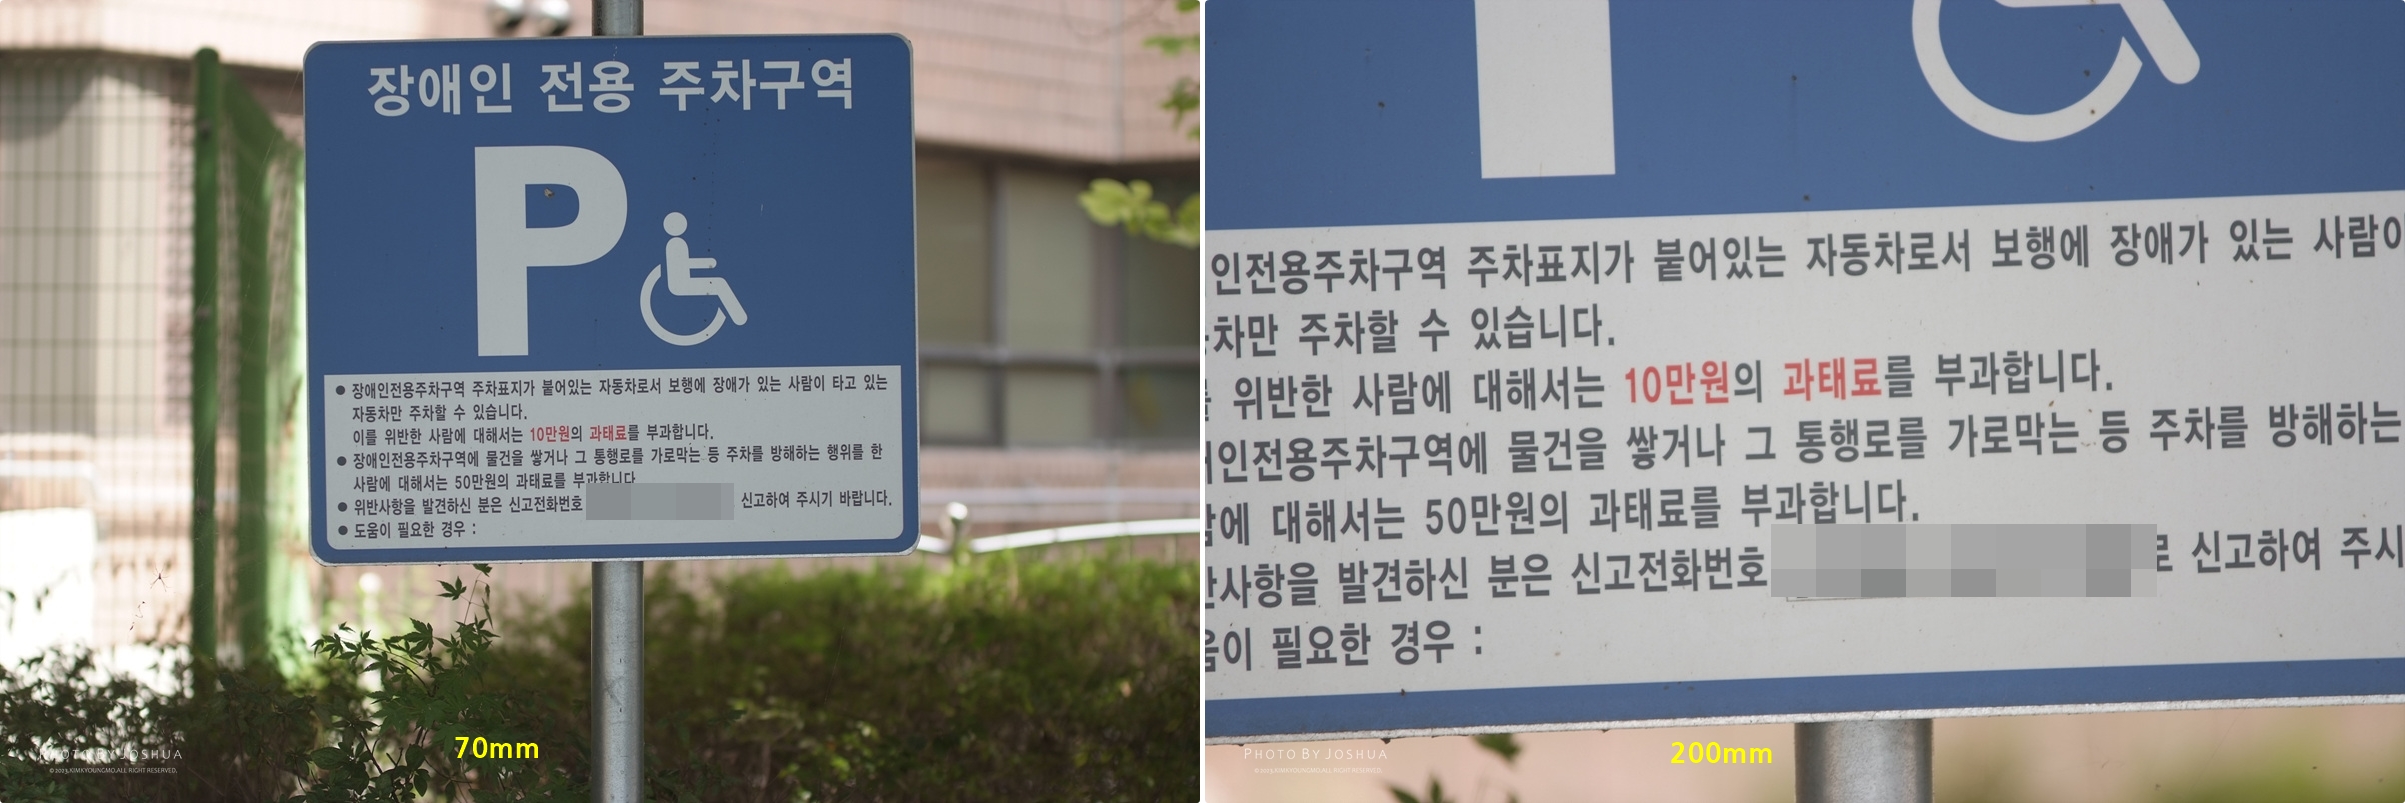 장애인 전용 주차구역
P
● 장애인전용주차구역 주차표지가 붙어있는 자동차로서 보행에 장애가 있는 사람이 타고 있는
자동차만 주차할 수 있습니다.
이를 위반한 사람에 대해서는 10만원의 과태료를 부과합니다.
● 장애인전용주차구역에 물건을 쌓거나 그 통행로를 가로막는 등 주차를 방해하는 행위를 한
사람에 대해서는 50만원의 과태료를 부과합니다.
● 위반사항을 발견하신 분은 신고전화번호 신고하여 주시기 바랍니다.
● 도움이 필요한 경우 :
70mm
PHOTO BY JOSHUA
© 2023.KIMKYOUNGMO.ALL RIGHT RESERVED.
인전용주차구역 주차표지가 붙어있는 자동차로서 보행에 장애가 있는 사람이
차만 주차할 수 있습니다.
위반한 사람에 대해서는 10만원의 과태료를 부과합니다.
인전용주차구역에 물건을 쌓거나 그 통행로를 가로막는 등 주차를 방해하는
에 대해서는 50만원의 과태료를 부과합니다.
사항을 발견하신 분은 신고전화번호 로 신고하여 주시
이 필요한 경우 :
200mm
PHOTO BY JOSHUA
© 2023.KIMKYOUNGMO.ALL RIGHT RESERVED.